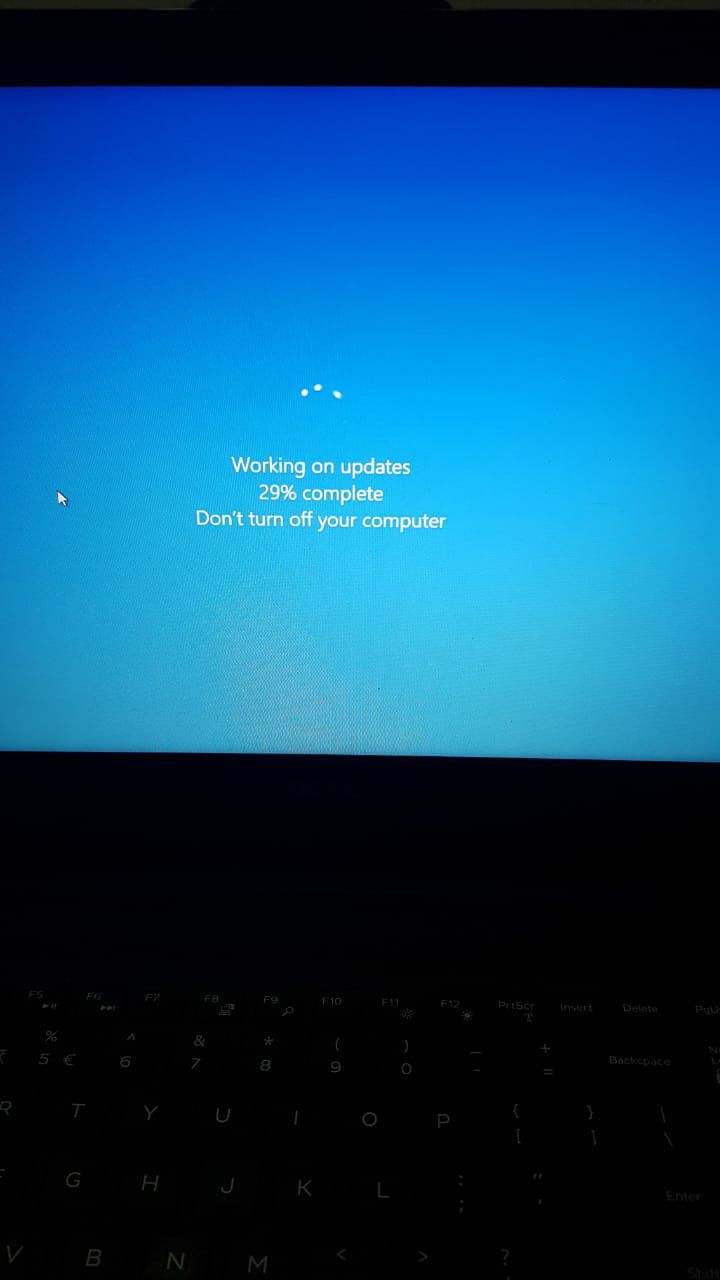 Working on updates
29% complete
Don't turn off your computer
F5 F6 F7 F8 F9 F10 F11 F12 PrtScr Insert Delete PgU
% ^ & * ( ) _ +
5 € 6 7 8 9 0 - = Backspace
R T Y U I O P { } |
[ ] \
G H J K L : "
; ' Enter
V B N M < > ?